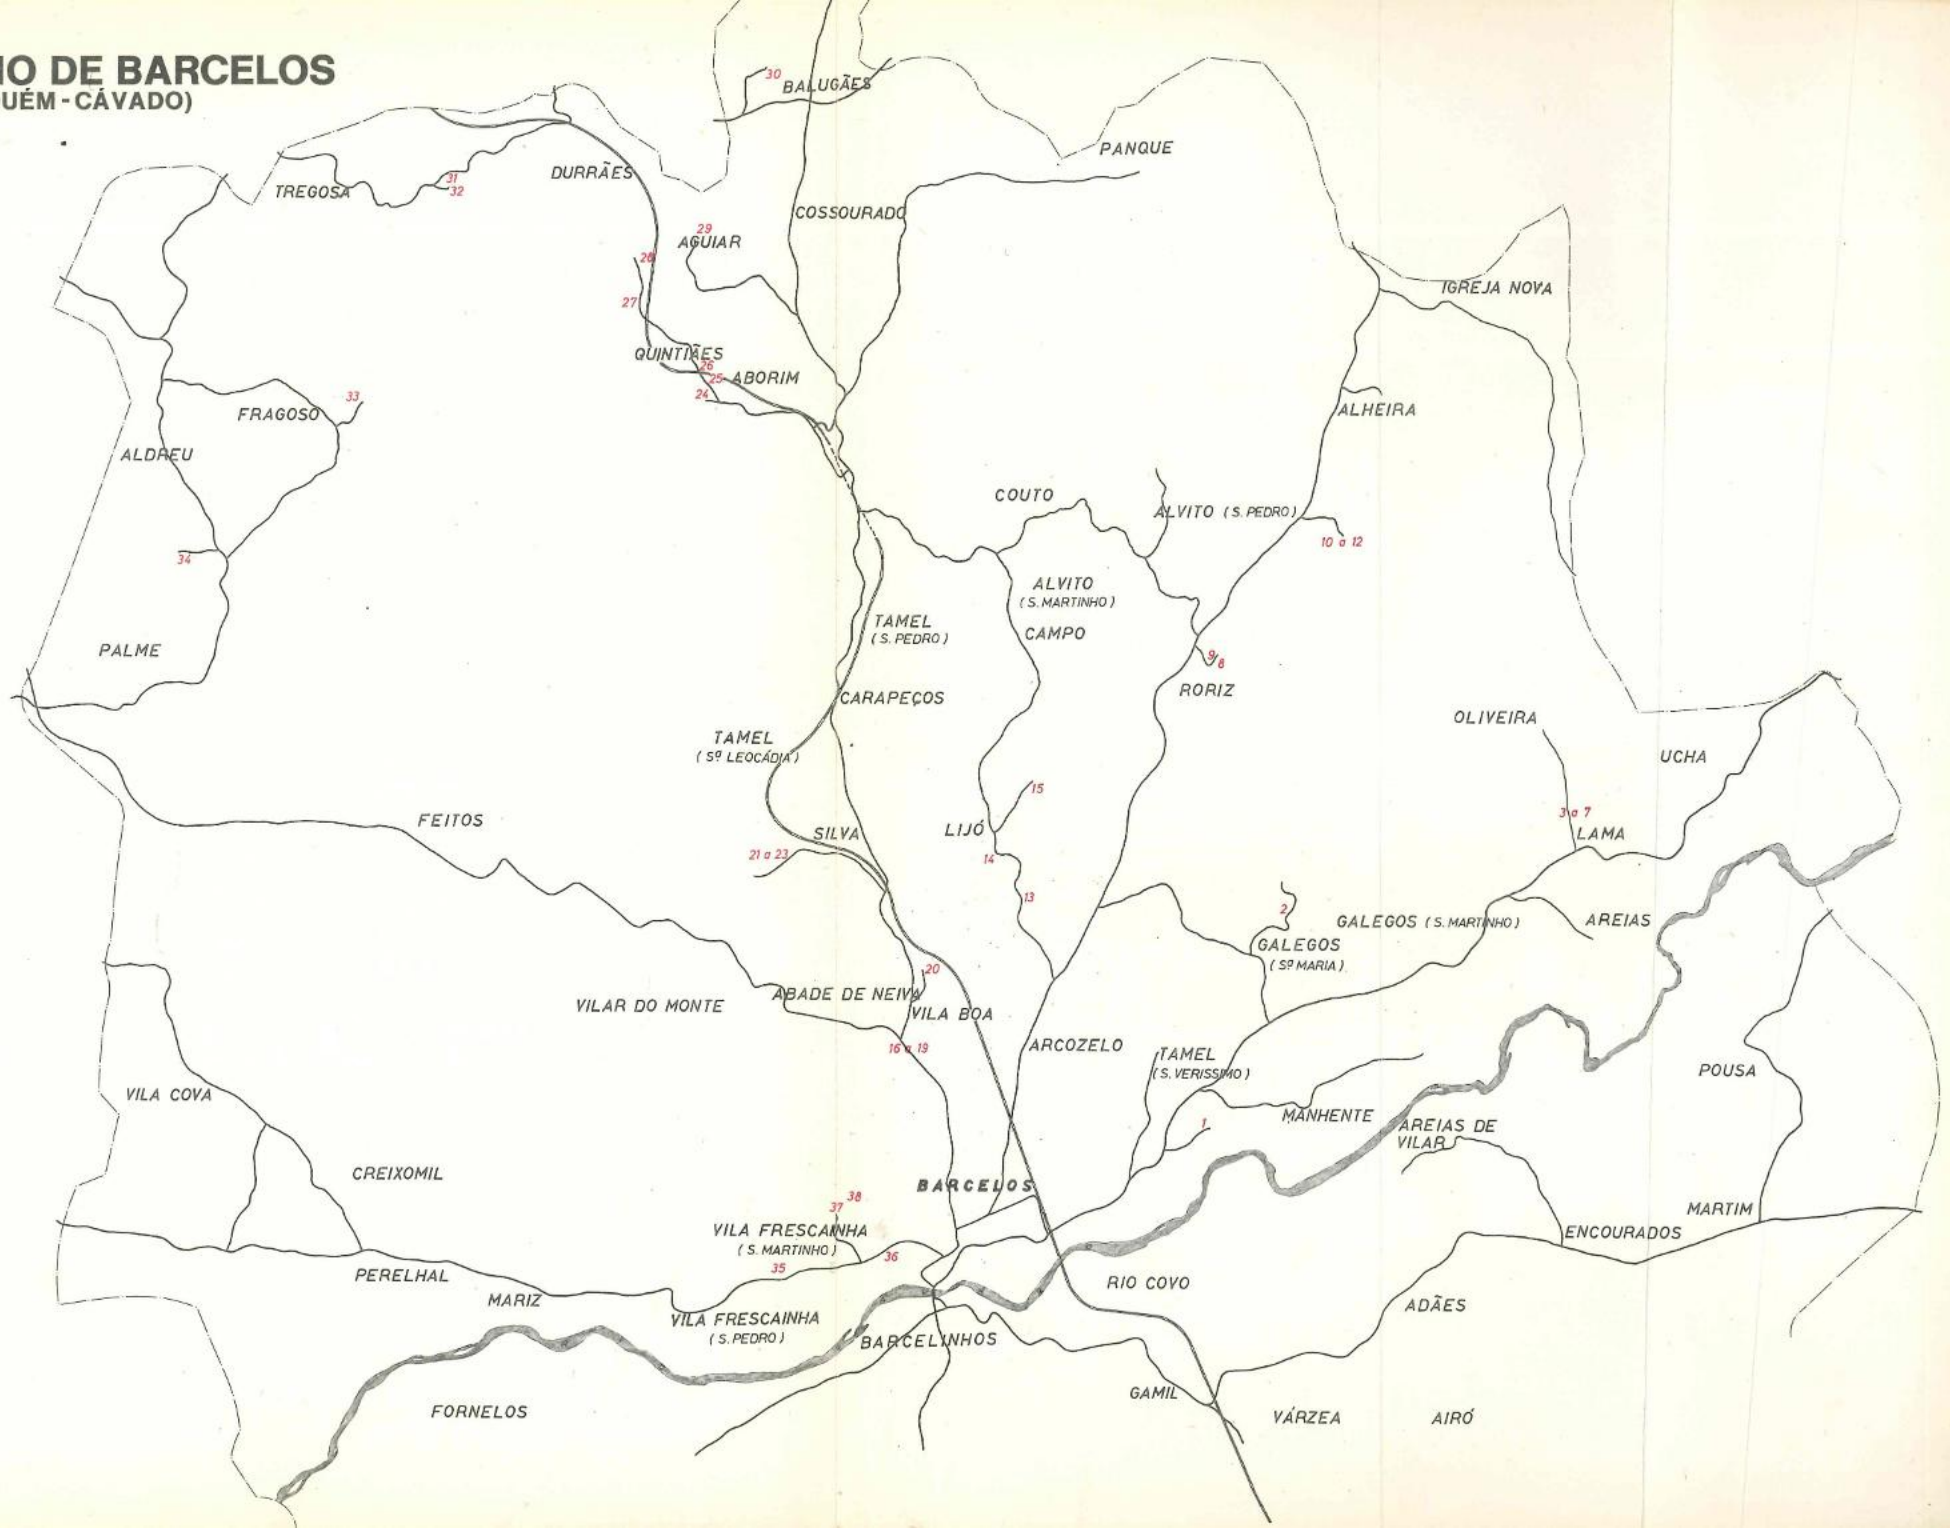 IO DE BARCELOS
UÉM-CÁVADO)
30
BALUGÃES
PANQUE
DURRÃES
31
32
TREGOSA
COSSOURADO
29
AGUIAR
28
27
IGREJA NOVA
QUINTIÃES
26
25
ABORIM
24
33
FRAGOSO
ALHEIRA
ALDREU
COUTO
ALVITO (S. PEDRO)
10 a 12
34
ALVITO
(S. MARTINHO)
TAMEL
(S. PEDRO)
CAMPO
PALME
9
8
RORIZ
CARAPEÇOS
OLIVEIRA
TAMEL
(Sª LEOCÁDIA)
UCHA
15
3 a 7
FEITOS
SILVA
LIJÓ
LAMA
21 a 23
14
13
2
GALEGOS (S. MARTINHO)
AREIAS
GALEGOS
(Sª MARIA)
20
ABADE DE NEIVA
VILAR DO MONTE
VILA BOA
16 a 19
ARCOZELO
TAMEL
(S. VERISSIMO)
POUSA
VILA COVA
MANHENTE
1
AREIAS DE
VILAR
CREIXOMIL
BARCELOS
38
37
MARTIM
VILA FRESCAINHA
(S. MARTINHO)
ENCOURADOS
36
35
PERELHAL
RIO COVO
MARIZ
ADÃES
VILA FRESCAINHA
(S. PEDRO)
BARCELINHOS
GAMIL
FORNELOS
VÁRZEA
AIRÓ